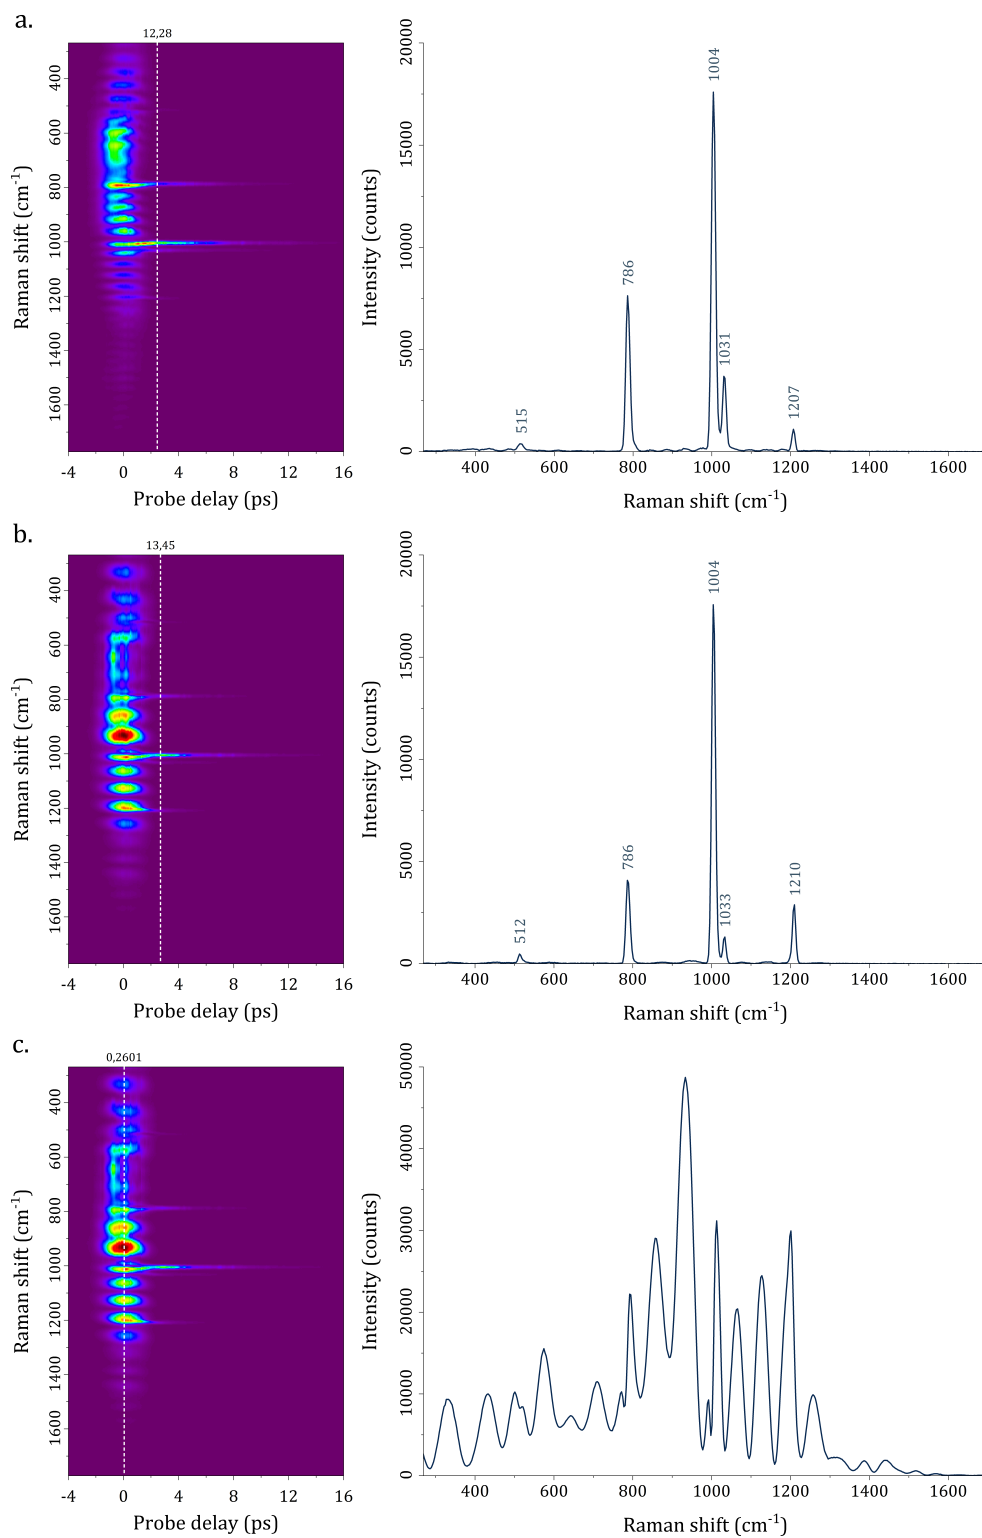 a.
12,28
Raman shift (cm⁻¹)
400
600
800
1000
1200
1400
1600
-4 0 4 8 12 16
Probe delay (ps)
Intensity (counts)
20000
15000
10000
5000
0
515
786
1004
1031
1207
400 600 800 1000 1200 1400 1600
Raman shift (cm⁻¹)
b.
13,45
Raman shift (cm⁻¹)
400
600
800
1000
1200
1400
1600
-4 0 4 8 12 16
Probe delay (ps)
Intensity (counts)
20000
15000
10000
5000
0
512
786
1004
1033
1210
400 600 800 1000 1200 1400 1600
Raman shift (cm⁻¹)
c.
0,2601
Raman shift (cm⁻¹)
400
600
800
1000
1200
1400
1600
-4 0 4 8 12 16
Probe delay (ps)
Intensity (counts)
50000
40000
30000
20000
10000
0
400 600 800 1000 1200 1400 1600
Raman shift (cm⁻¹)